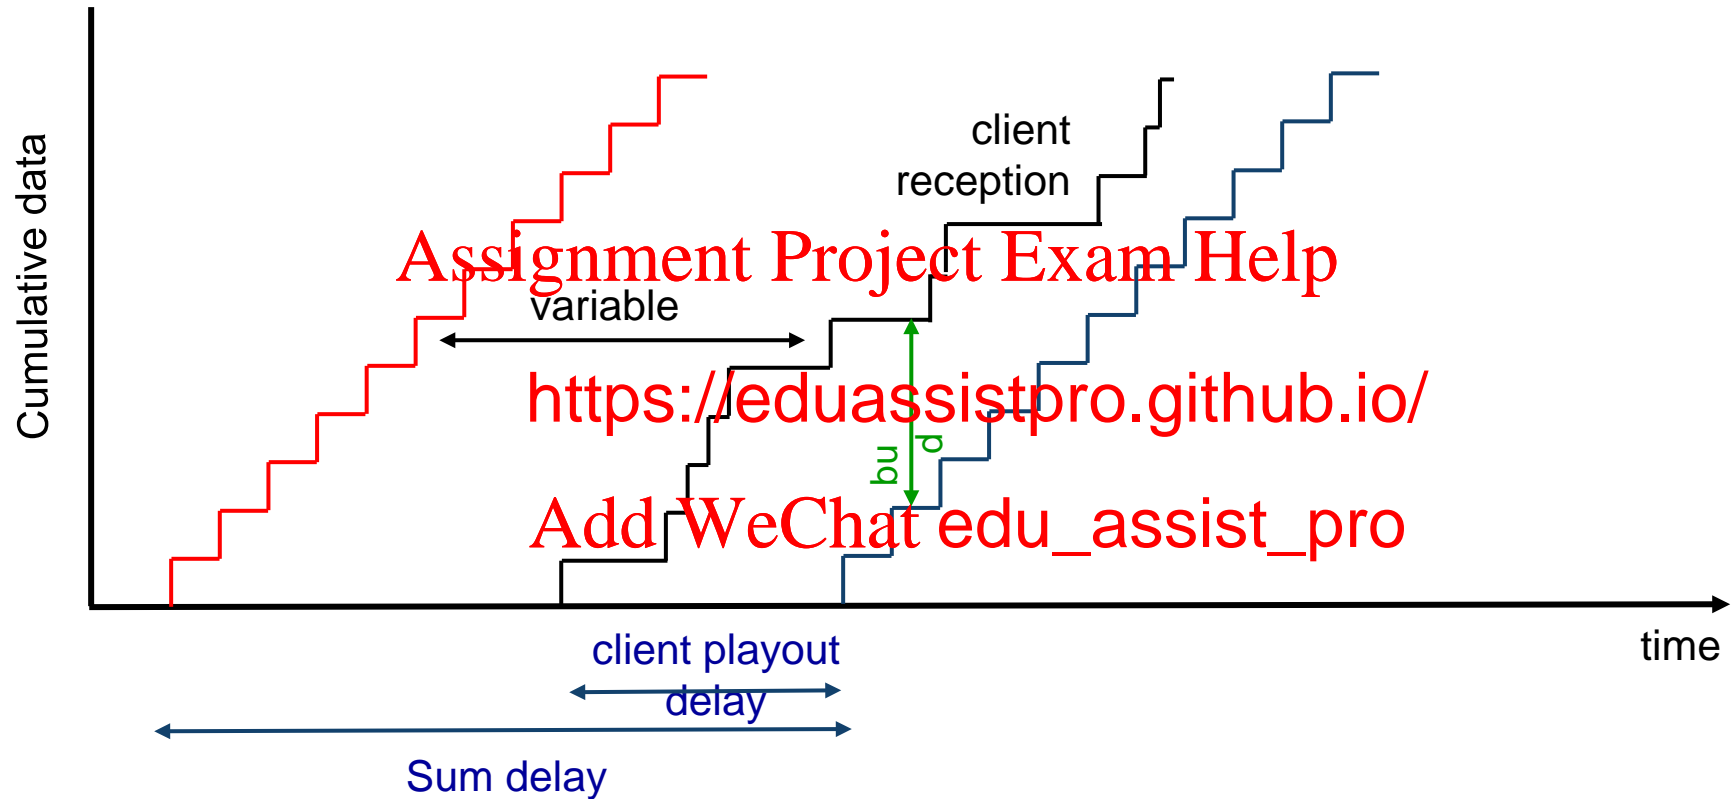 Cumulative data
client
reception
Assignment Project Exam Help
variable
https://eduassistpro.github.io/
bu
d
Add WeChat edu_assist_pro
time
client playout
delay
Sum delay